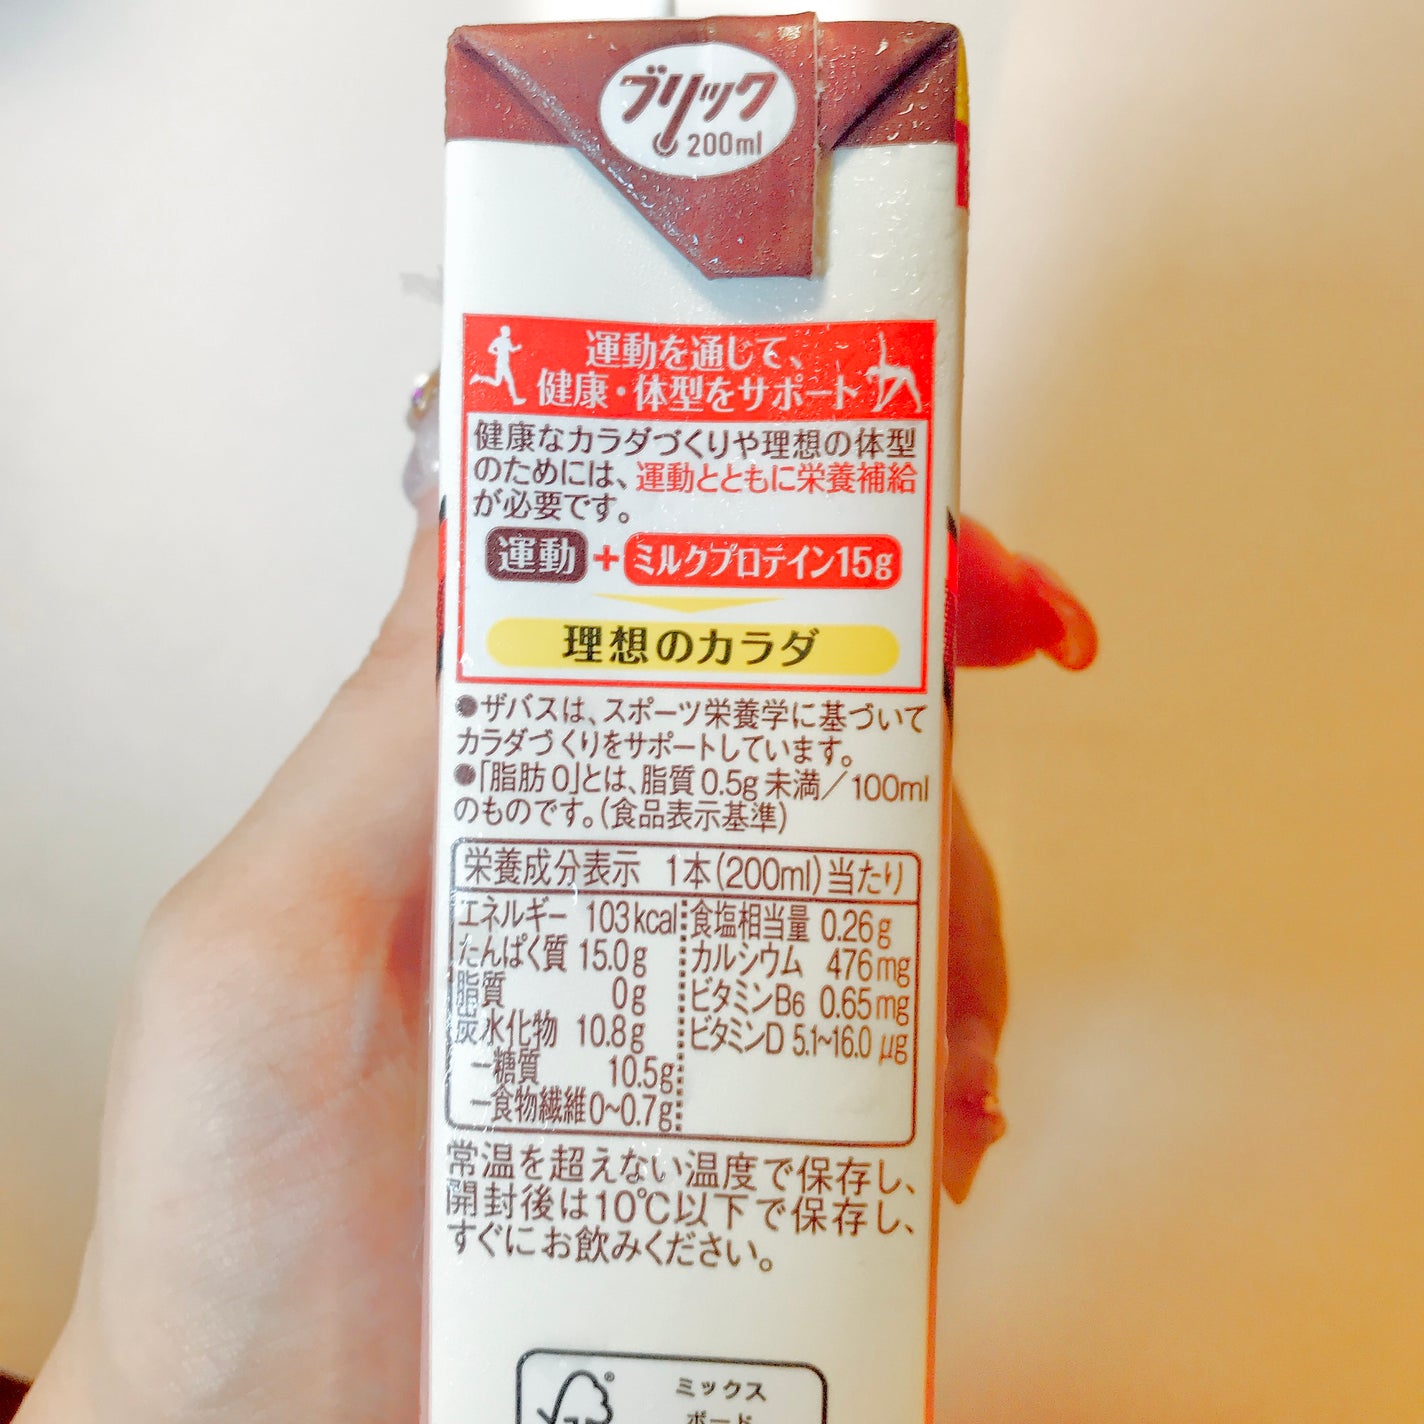 ブリック
200ml
運動を通じて、
健康・体型をサポート
健康なカラダづくりや理想の体型
のためには、運動とともに栄養補給
が必要です。
運動+ミルクプロテイン15g
理想のカラダ
●ザバスは、スポーツ栄養学に基づいて
カラダづくりをサポートしています。
●「脂肪0」とは、脂質0.5g未満/100ml
のものです。(食品表示基準)
栄養成分表示 1本(200ml)当たり
エネルギー 103kcal
たんぱく質 15.0g
脂質 0g
炭水化物 10.8g
-糖質 10.5g
-食物繊維0~0.7g
食塩相当量 0.26g
カルシウム 476mg
ビタミンB6 0.65mg
ビタミンD 5.1~16.0 μg
常温を超えない温度で保存し、
開封後は10℃以下で保存し、
すぐにお飲みください。
ミックス
ボード